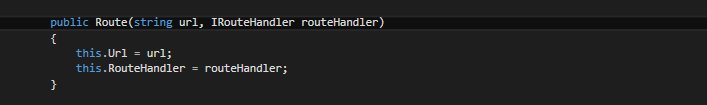 public Route(string url, IRouteHandler routeHandler)
{
    this.Url = url;
    this.RouteHandler = routeHandler;
}